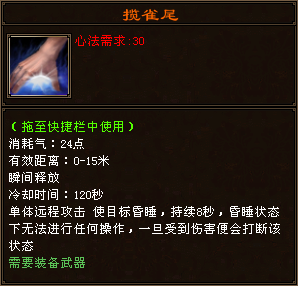 揽雀尾
心法需求:30
（拖至快捷栏中使用）
消耗气：24点
有效距离：0-15米
瞬间释放
冷却时间：120秒
单体远程攻击 使目标昏睡，持续8秒，昏睡状态
下无法进行任何操作，一旦受到伤害便会打断该
状态
需要装备武器